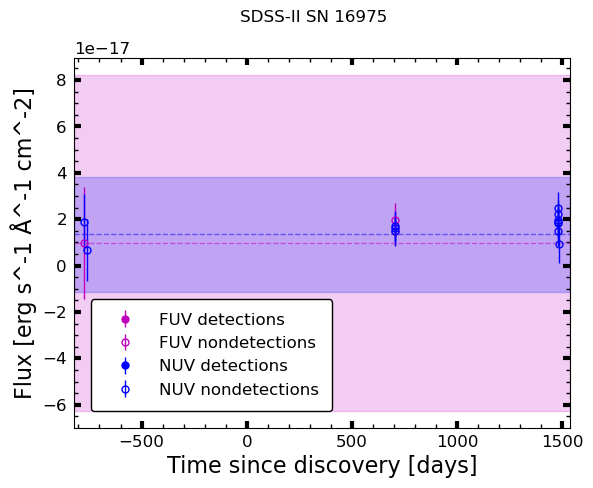 SDSS-II SN 16975
1e−17
Flux [erg s^-1 Å^-1 cm^-2]
8
6
4
2
0
−2
−4
−6
FUV detections
FUV nondetections
NUV detections
NUV nondetections
−500 0 500 1000 1500
Time since discovery [days]